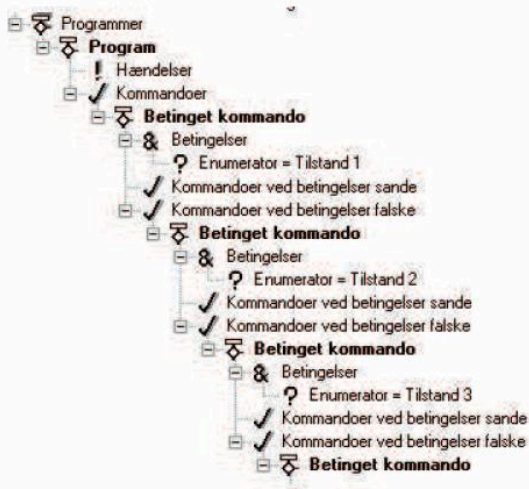 Programmer
Program
Hændelser
Kommandoer
Betinget kommando
& Betingelser
? Enumerator = Tilstand 1
Kommandoer ved betingelser sande
Kommandoer ved betingelser falske
Betinget kommando
& Betingelser
? Enumerator = Tilstand 2
Kommandoer ved betingelser sande
Kommandoer ved betingelser falske
Betinget kommando
& Betingelser
? Enumerator = Tilstand 3
Kommandoer ved betingelser sande
Kommandoer ved betingelser falske
Betinget kommando